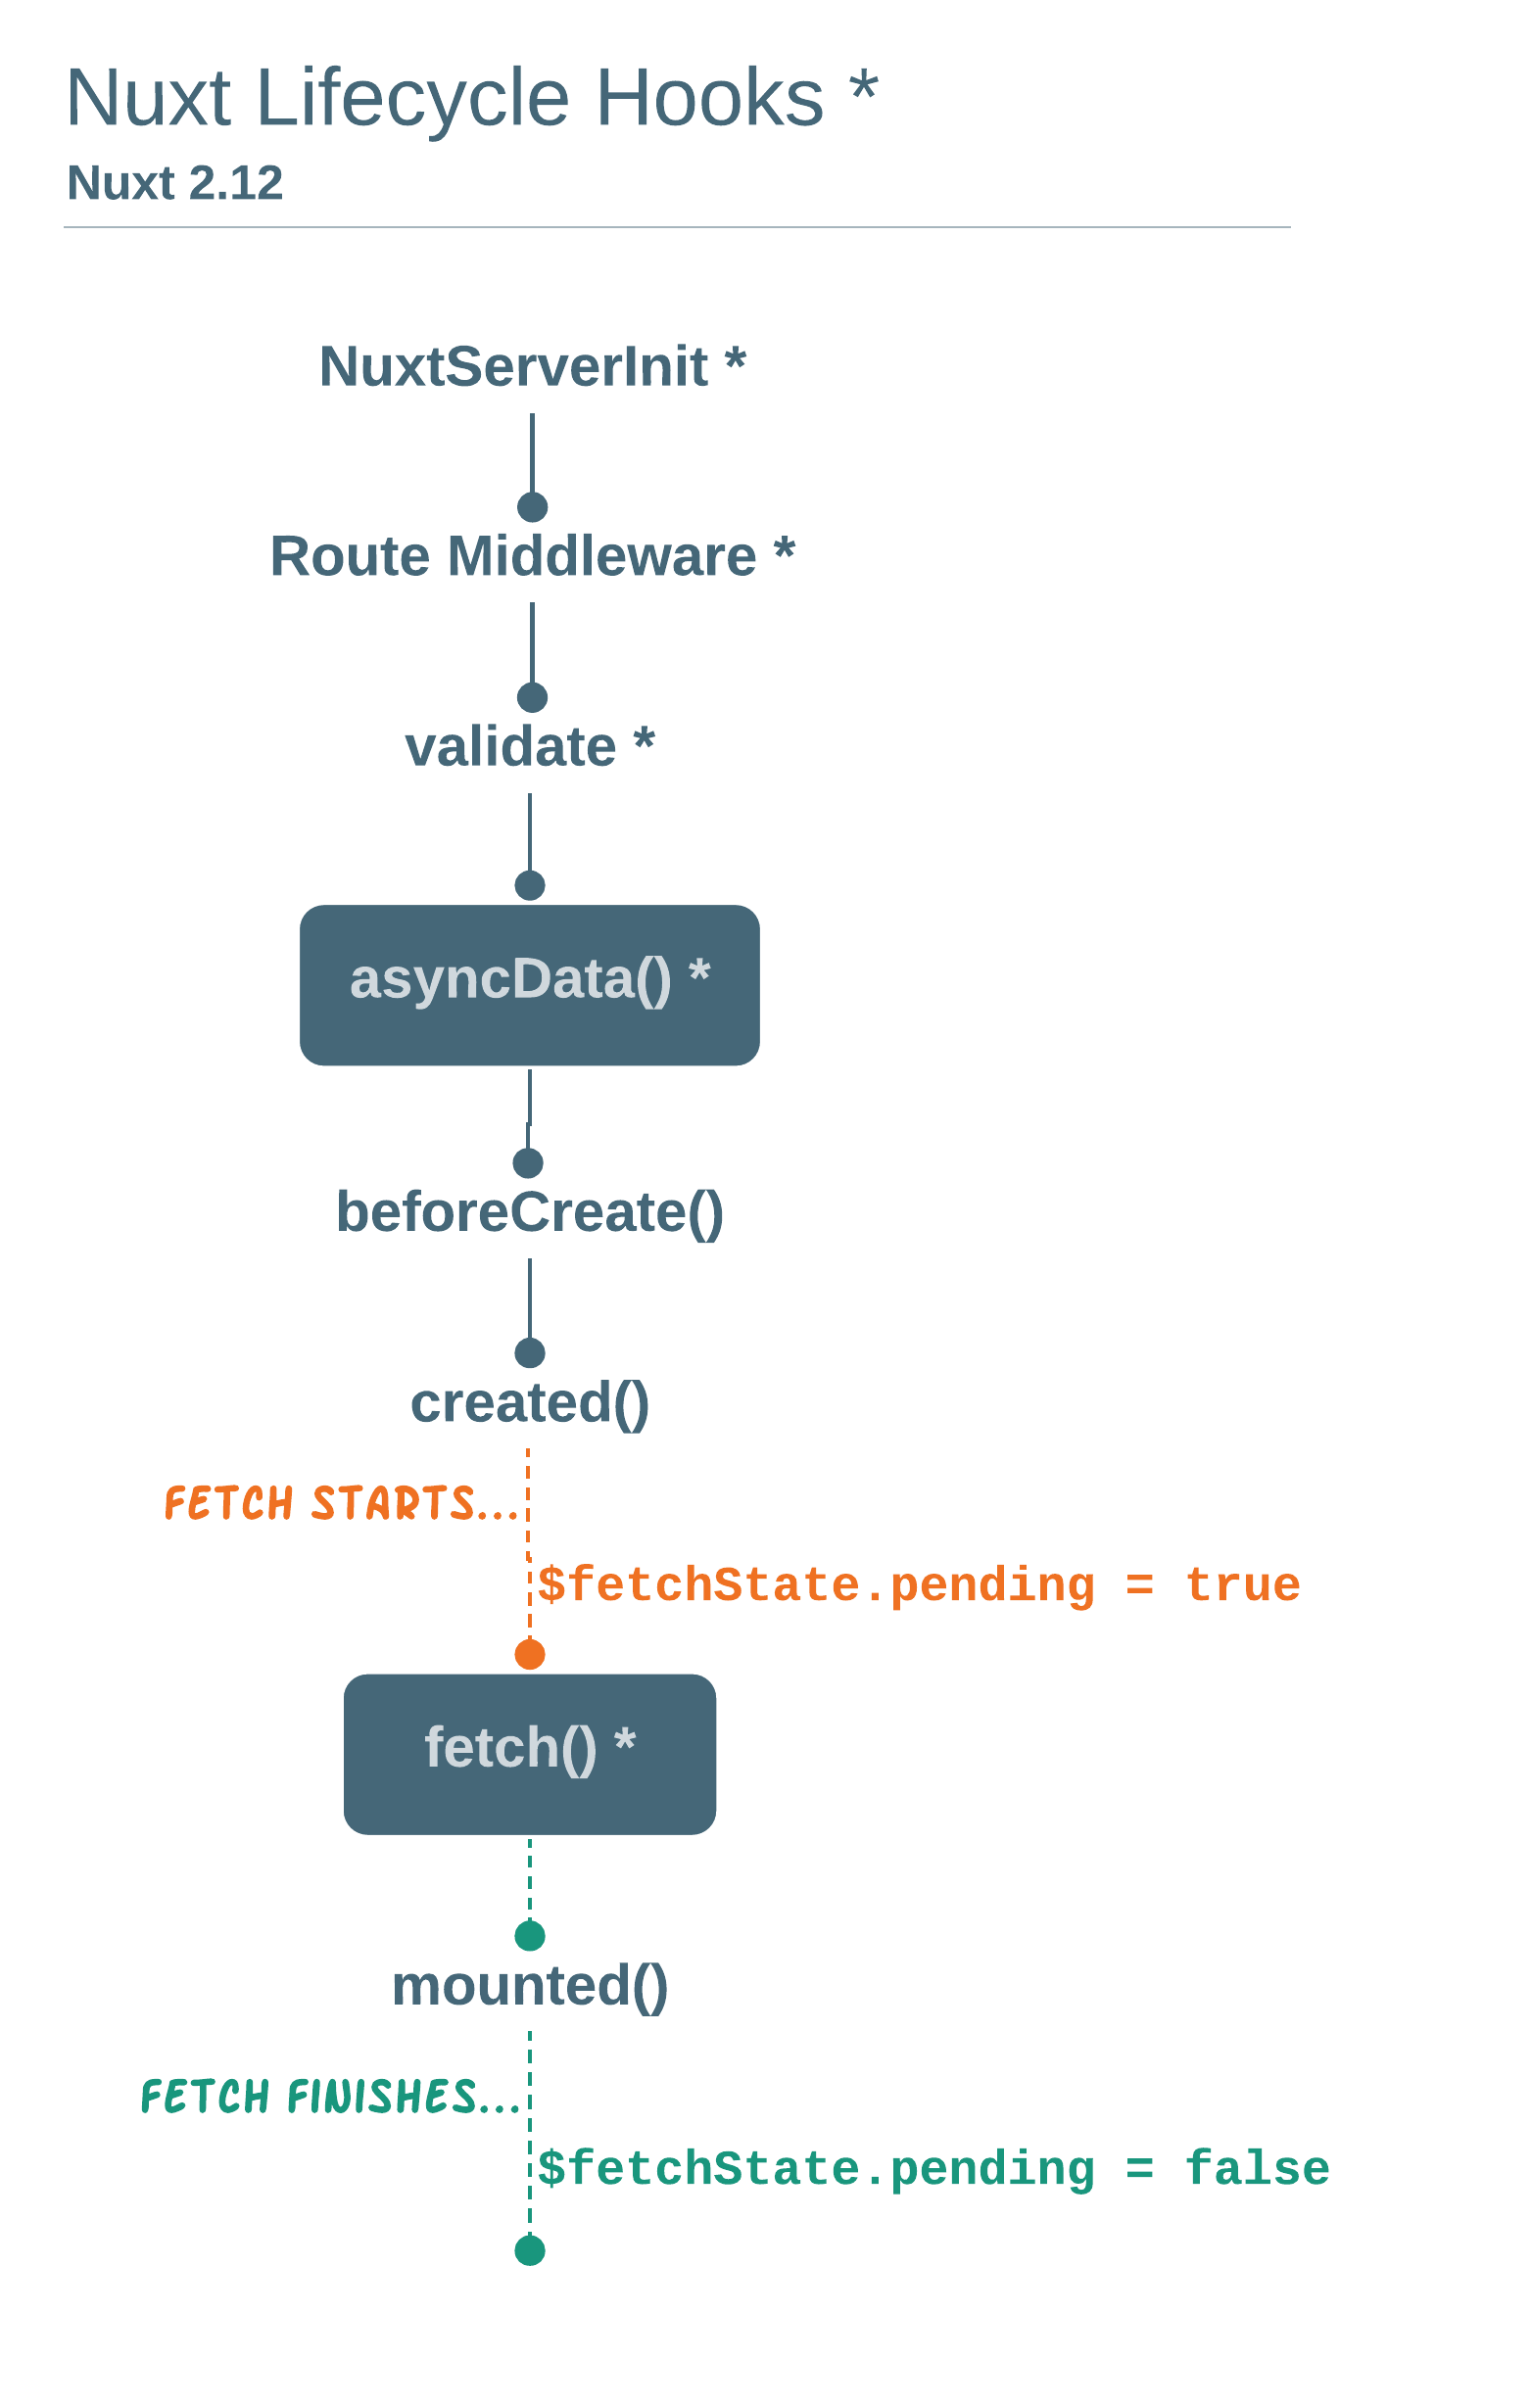 Nuxt Lifecycle Hooks *
Nuxt 2.12
NuxtServerInit *
Route Middleware *
validate *
asyncData() *
beforeCreate()
created()
FETCH STARTS...
$fetchState.pending = true
fetch() *
mounted()
FETCH FINISHES...
$fetchState.pending = false